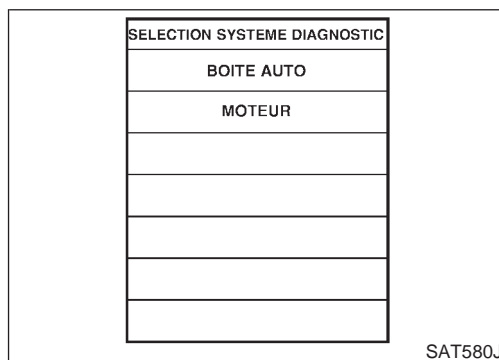 SELECTION SYSTEME DIAGNOSTIC
BOITE AUTO
MOTEUR
SAT580J